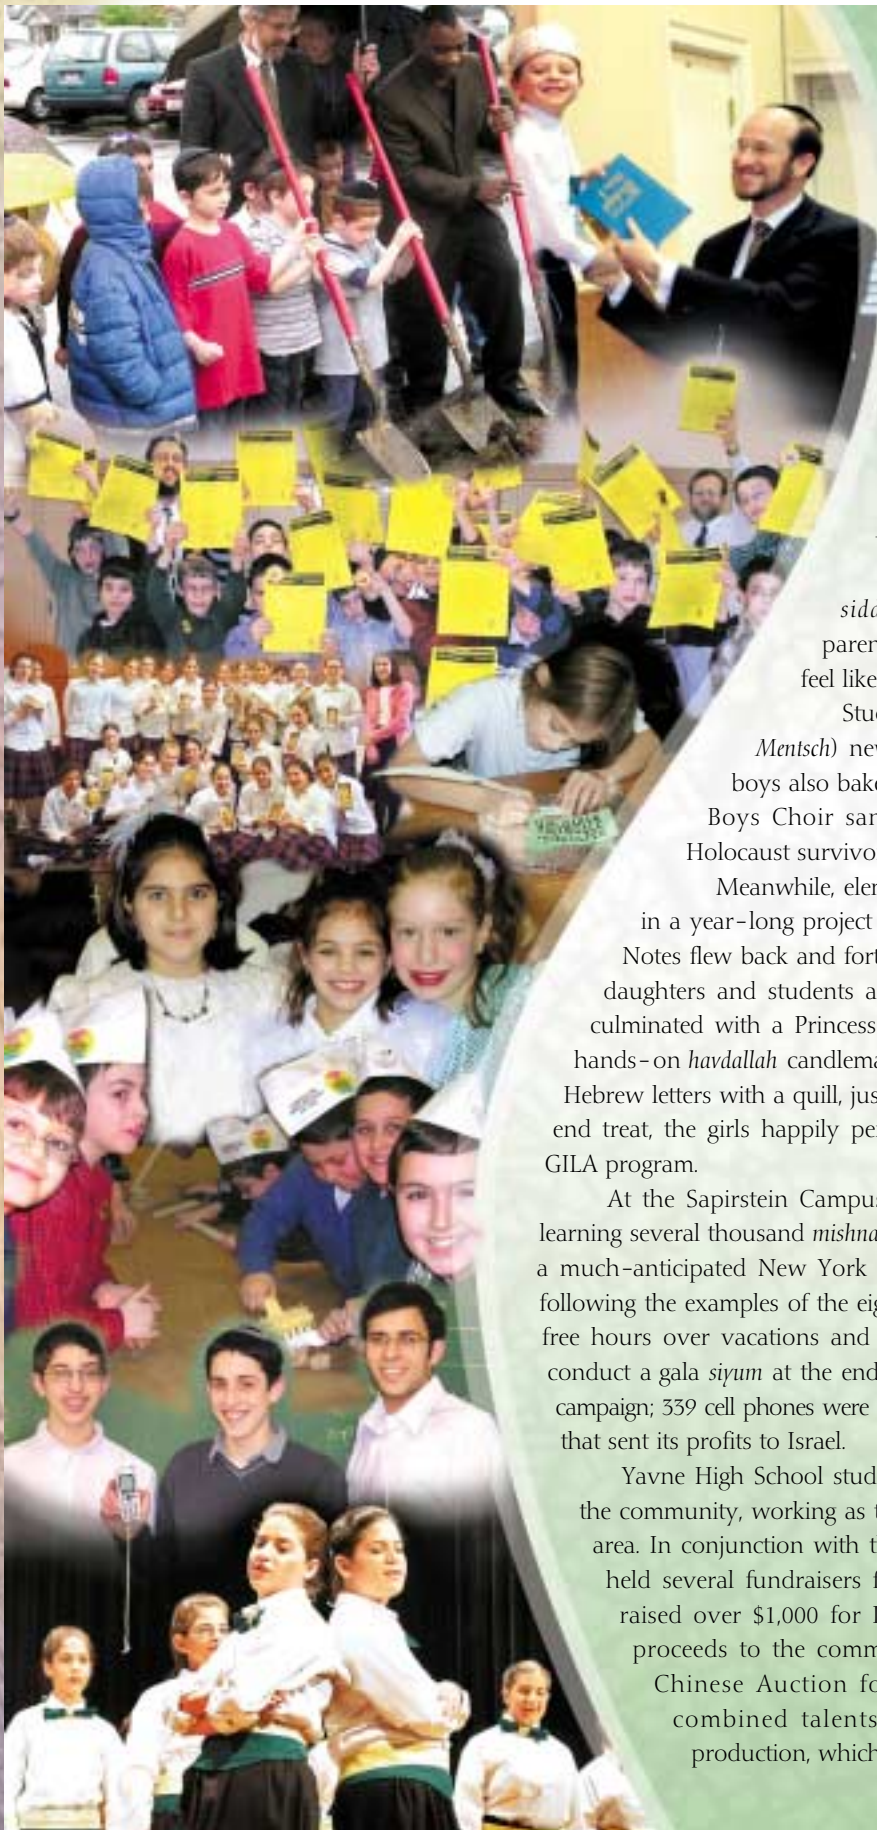 sida
paren
feel like
Stu
Mentsch) nev
boys also bake
Boys Choir san
Holocaust survivo
Meanwhile, eler
in a year-long project
Notes flew back and fort
daughters and students a
culminated with a Princess
hands-on havdallah candlema
Hebrew letters with a quill, jus
end treat, the girls happily pe
GILA program.
At the Sapirstein Campus
learning several thousand mishna
a much-anticipated New York
following the examples of the eig
free hours over vacations and
conduct a gala siyum at the end
campaign; 339 cell phones were
that sent its profits to Israel.
Yavne High School stud
the community, working as t
area. In conjunction with t
held several fundraisers f
raised over $1,000 for I
proceeds to the comm
Chinese Auction fo
combined talents
production, which